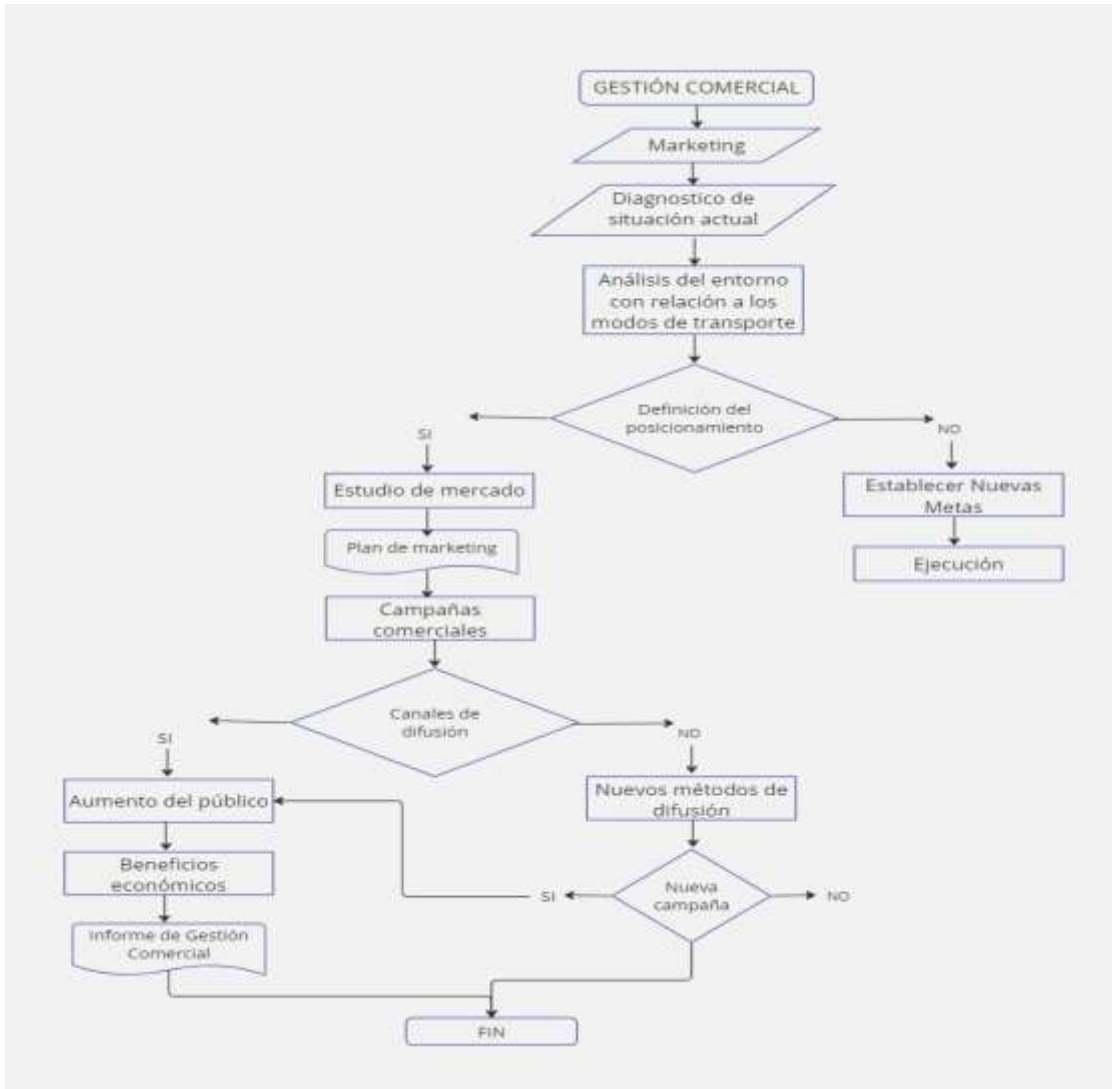 GESTIÓN COMERCIAL
Marketing
Diagnostico de
situación actual
Análisis del entorno
con relación a los
modos de transporte
Definición del
posicionamiento
SI
NO
Estudio de mercado
Establecer Nuevas
Metas
Plan de marketing
Ejecución
Campañas
comerciales
Canales de
difusión
SI
NO
Aumento del público
Nuevos métodos de
difusión
Beneficios
económicos
Nueva
campaña
SI
NO
Informe de Gestión
Comercial
FIN